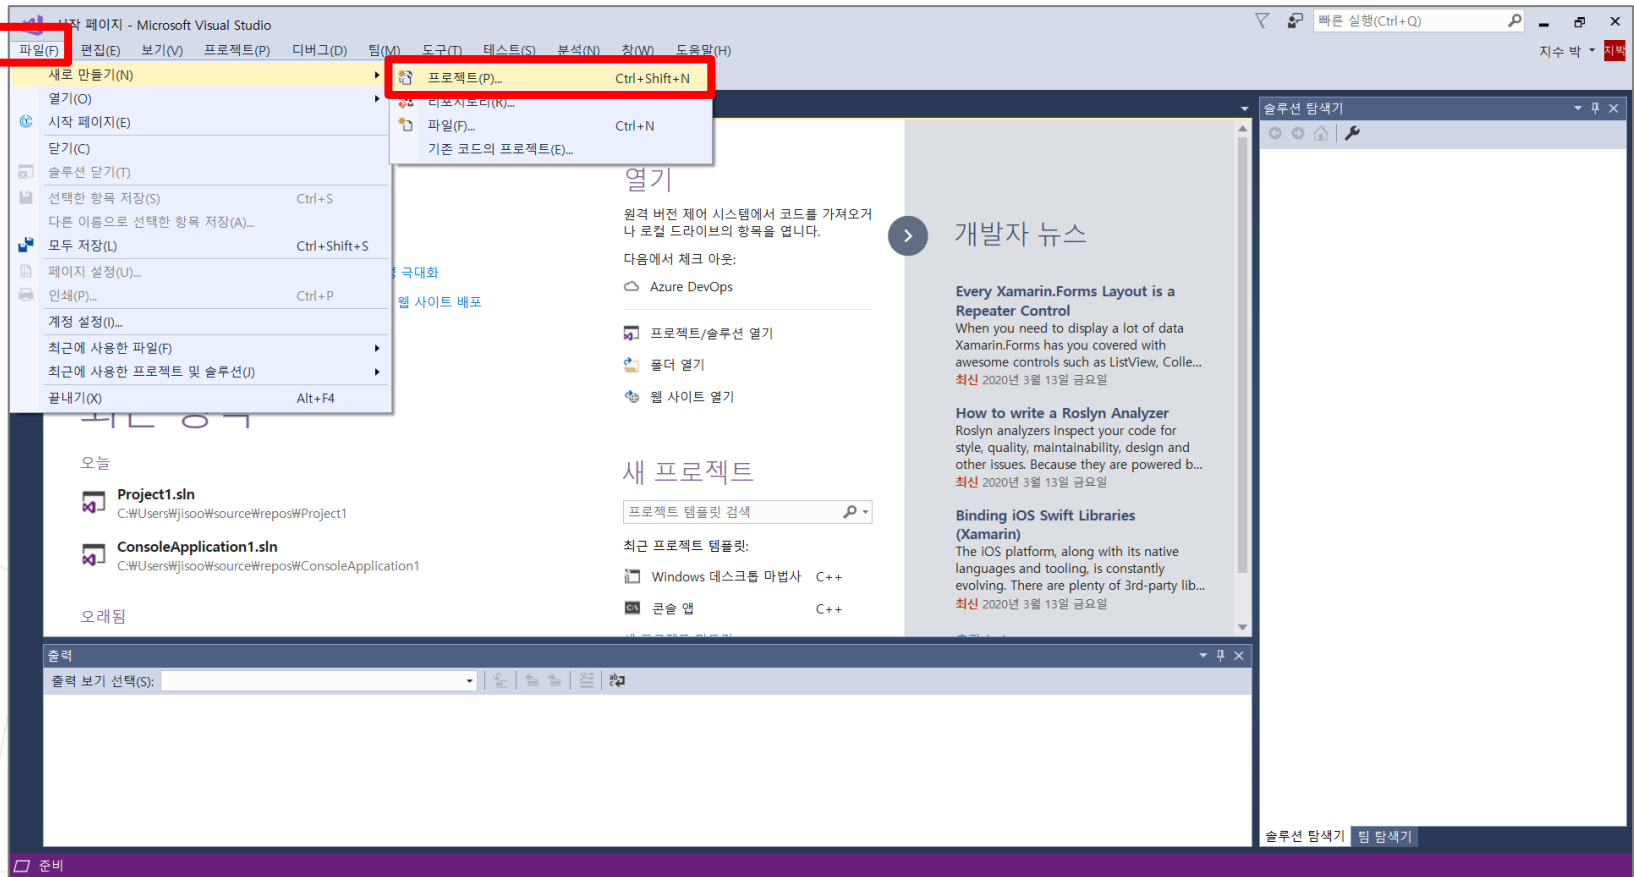 시작 페이지 - Microsoft Visual Studio
빠른 실행(Ctrl+Q)
파일(F) 편집(E) 보기(V) 프로젝트(P) 디버그(D) 팀(M) 도구(T) 테스트(S) 분석(N) 창(W) 도움말(H)
지수 박 지박
새로 만들기(N)
프로젝트(P)... Ctrl+Shift+N
열기(O)
리포지토리(R)...
시작 페이지(E)
파일(F)... Ctrl+N
닫기(C)
기존 코드의 프로젝트(E)...
솔루션 닫기(T)
선택한 항목 저장(S) Ctrl+S
다른 이름으로 선택한 항목 저장(A)...
모두 저장(L) Ctrl+Shift+S
페이지 설정(U)...
인쇄(P)... Ctrl+P
계정 설정(I)...
최근에 사용한 파일(F)
최근에 사용한 프로젝트 및 솔루션(J)
끝내기(X) Alt+F4
극대화
웹 사이트 배포
오늘
Project1.sln
C:₩Users₩jisoo₩source₩repos₩Project1
ConsoleApplication1.sln
C:₩Users₩jisoo₩source₩repos₩ConsoleApplication1
오래됨
열기
원격 버전 제어 시스템에서 코드를 가져오거
나 로컬 드라이브의 항목을 엽니다.
다음에서 체크 아웃:
Azure DevOps
프로젝트/솔루션 열기
폴더 열기
웹 사이트 열기
새 프로젝트
프로젝트 템플릿 검색
최근 프로젝트 템플릿:
Windows 데스크톱 마법사 C++
콘솔 앱 C++
개발자 뉴스
Every Xamarin.Forms Layout is a
Repeater Control
When you need to display a lot of data
Xamarin.Forms has you covered with
awesome controls such as ListView, Colle...
최신 2020년 3월 13일 금요일
How to write a Roslyn Analyzer
Roslyn analyzers inspect your code for
style, quality, maintainability, design and
other issues. Because they are powered b...
최신 2020년 3월 13일 금요일
Binding iOS Swift Libraries
(Xamarin)
The iOS platform, along with its native
languages and tooling, is constantly
evolving. There are plenty of 3rd-party lib...
최신 2020년 3월 13일 금요일
솔루션 탐색기
출력
출력 보기 선택(S):
솔루션 탐색기 팀 탐색기
준비